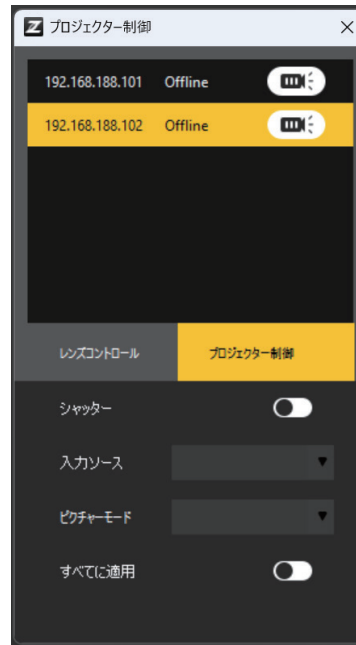 プロジェクター制御
192.168.188.101 Offline
192.168.188.102 Offline
レンズコントロール プロジェクター制御
シャッター
入力ソース
ピクチャーモード
すべてに適用